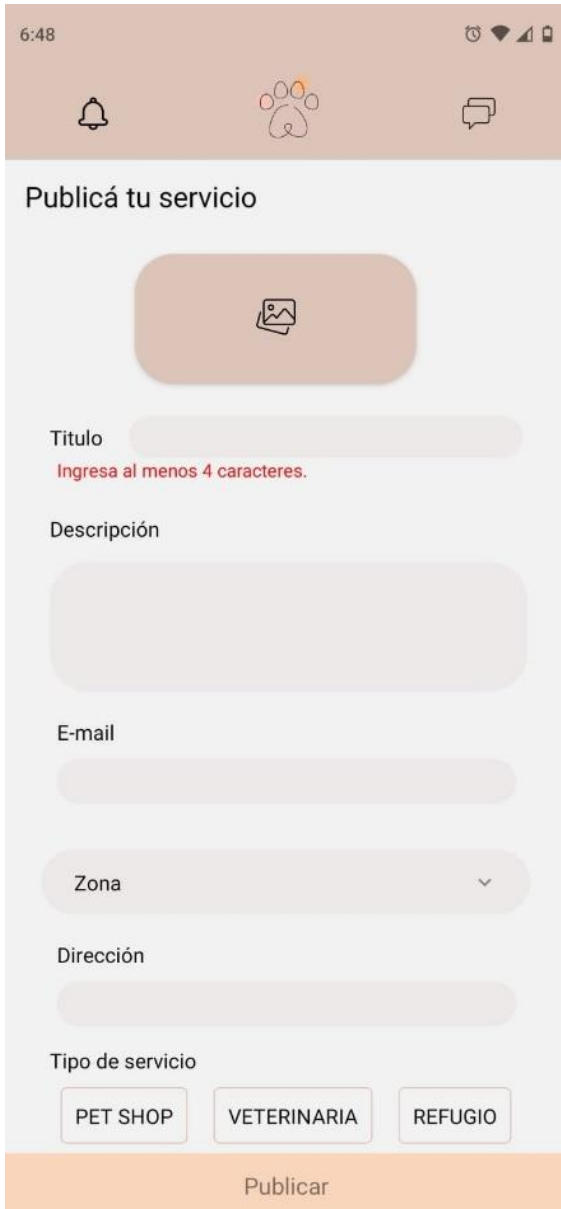 6:48
Publicá tu servicio
Titulo
Ingresa al menos 4 caracteres.
Descripción
E-mail
Zona
Dirección
Tipo de servicio
PET SHOP VETERINARIA REFUGIO
Publicar